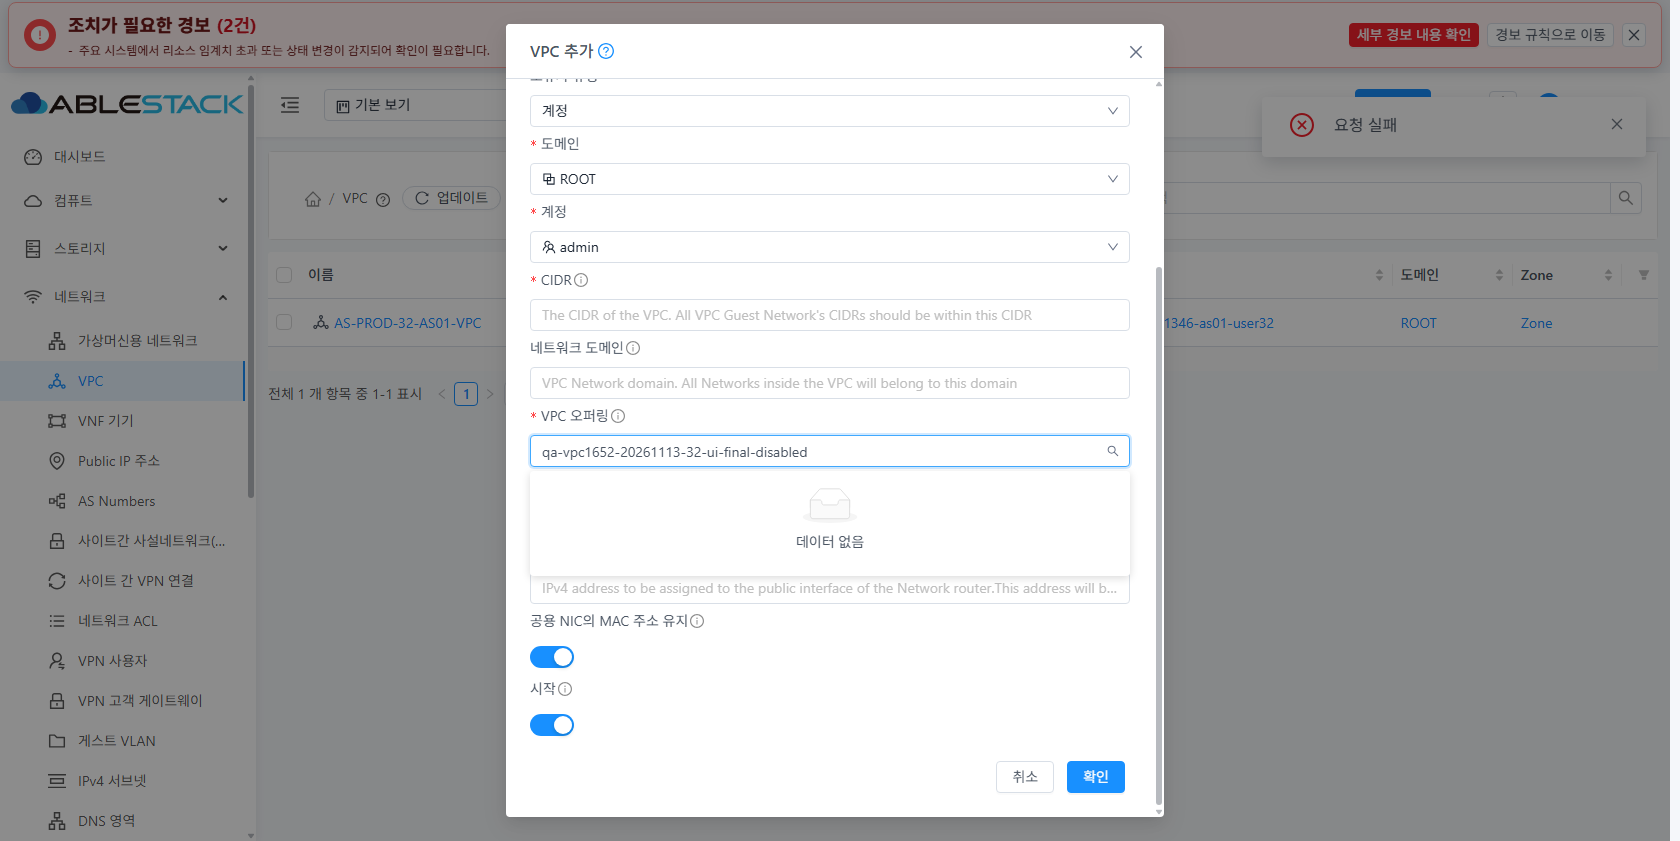 조치가 필요한 경보 (2건)
- 주요 시스템에서 리소스 임계치 초과 또는 상태 변경이 감지되어 확인이 필요합니다.
세부 경보 내용 확인
경보 규칙으로 이동
ABLESTACK
기본 보기
대시보드
컴퓨트
스토리지
네트워크
가상머신용 네트워크
VPC
VNF 기기
Public IP 주소
AS Numbers
사이트간 사설네트워크(...
사이트 간 VPN 연결
네트워크 ACL
VPN 사용자
VPN 고객 게이트웨이
게스트 VLAN
IPv4 서브넷
DNS 영역
/ VPC
업데이트
이름
AS-PROD-32-AS01-VPC
전체 1 개 항목 중 1-1 표시
1
도메인
Zone
1346-as01-user32
ROOT
Zone
요청 실패
VPC 추가
계정
* 도메인
ROOT
* 계정
admin
* CIDR
The CIDR of the VPC. All VPC Guest Network's CIDRs should be within this CIDR
네트워크 도메인
VPC Network domain. All Networks inside the VPC will belong to this domain
* VPC 오퍼링
qa-vpc1652-20261113-32-ui-final-disabled
데이터 없음
IPv4 address to be assigned to the public interface of the Network router.This address will b...
공용 NIC의 MAC 주소 유지
시작
취소
확인